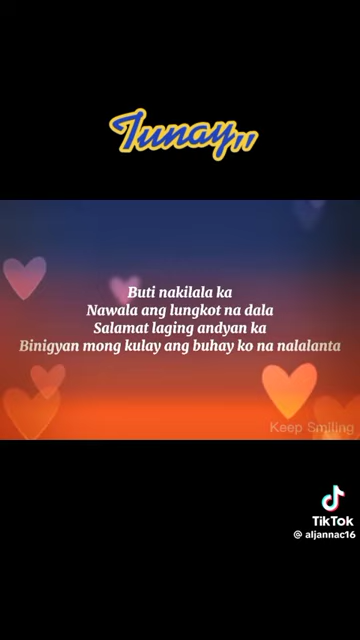 Tunay,,
Buti nakilala ka
Nawala ang lungkot na dala
Salamat laging andyan ka
Binigyan mong kulay ang buhay ko na nalalanta
Keep Smiling
TikTok
@ aljannac16